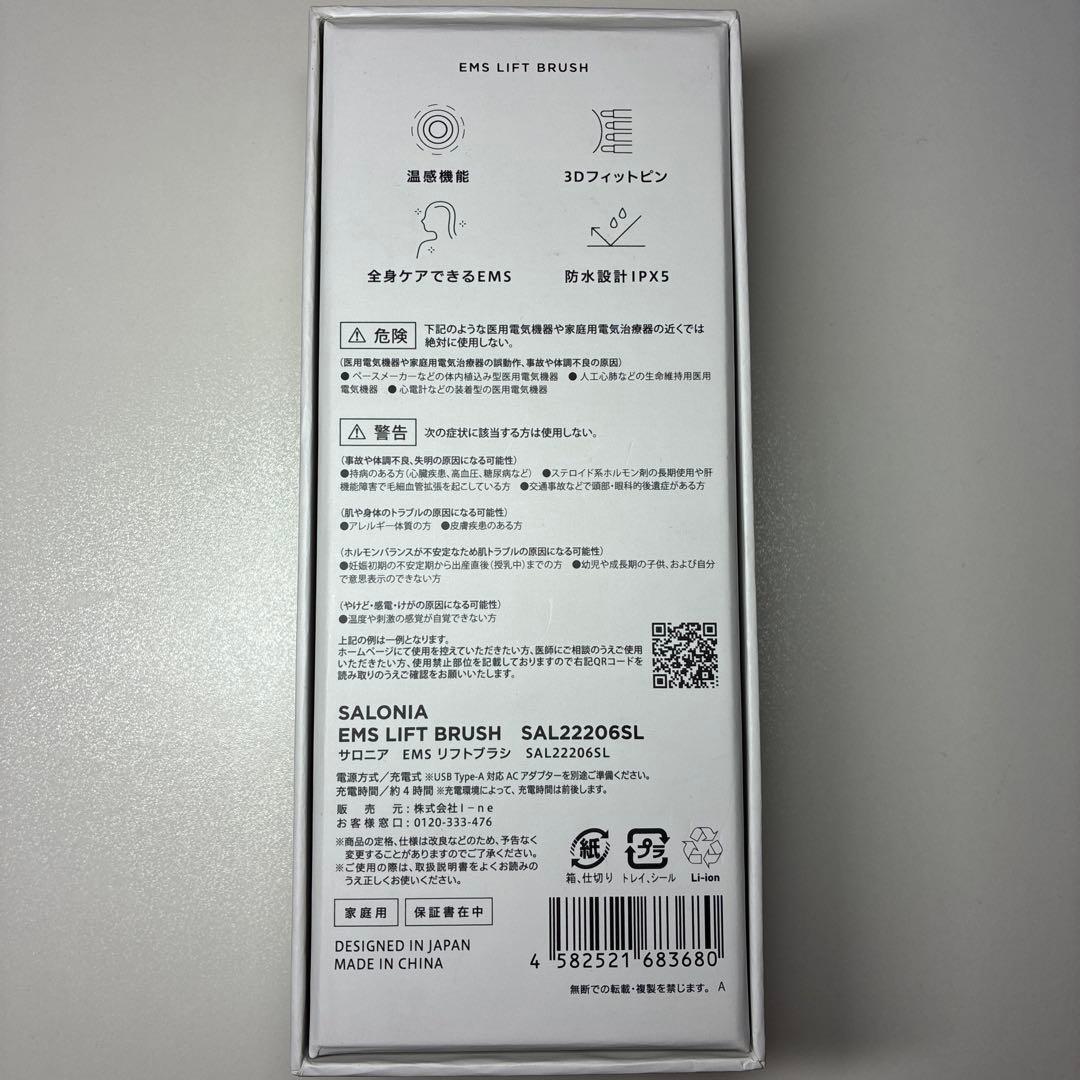 EMS LIFT BRUSH
温感機能
3Dフィットピン
全身ケアできるEMS
防水設計IPX5
危険 下記のような医用電気機器や家庭用電気治療器の近くでは
絶対に使用しない。
(医用電気機器や家庭用電気治療器の誤動作、事故や体調不良の原因)
●ペースメーカーなどの体内植込み型医用電気機器 ●人工心肺などの生命維持用医用
電気機器 ●心電計などの装着型の医用電気機器
警告 次の症状に該当する方は使用しない。
(事故や体調不良、失明の原因になる可能性)
●持病のある方(心臓疾患、高血圧、糖尿病など) ●ステロイド系ホルモン剤の長期使用や肝
機能障害で毛細血管拡張を起こしている方 ●交通事故などで頭部・眼科的後遺症がある方
(肌や身体のトラブルの原因になる可能性)
●アレルギー体質の方 ●皮膚疾患のある方
(ホルモンバランスが不安定なため肌トラブルの原因になる可能性)
●妊娠初期の不安定期から出産直後(授乳中)までの方 ●幼児や成長期の子供、および自分
で意思表示のできない方
(やけど・感電・けがの原因になる可能性)
●温度や刺激の感覚が自覚できない方
上記の例は一例となります。
ホームページにて使用を控えていただきたい方、医師にご相談のうえご使用
いただきたい方、使用禁止部位を記載しておりますので右記QRコードを
読み取りのうえご確認をお願いいたします。
SALONIA
EMS LIFT BRUSH SAL22206SL
サロニア EMS リフトブラシ SAL22206SL
電源方式/充電式 ※USB Type-A 対応 AC アダプターを別途ご準備ください。
充電時間/約4時間 ※充電環境によって、充電時間は前後します。
販売元:株式会社I-ne
お客様窓口:0120-333-476
※商品の定格、仕様は改良などのため、予告なく
変更することがありますのでご了承ください。
※ご使用の際は、取扱説明書をよくお読みの
うえ正しくお使いください。
紙 プラ
箱、仕切り トレイ、シール Li-ion
家庭用 保証書在中
DESIGNED IN JAPAN
MADE IN CHINA
4 582521 683680
無断での転載・複製を禁じます。 A